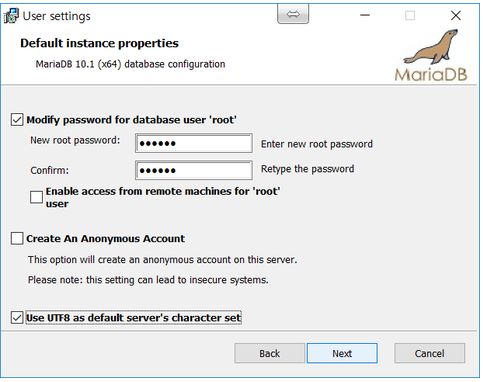 User settings
Default instance properties
MariaDB 10.1 (x64) database configuration
MariaDB
Modify password for database user 'root'
New root password:
●●●●●●
Enter new root password
Confirm:
●●●●●●
Retype the password
Enable access from remote machines for 'root'
user
Create An Anonymous Account
This option will create an anonymous account on this server.
Please note: this setting can lead to insecure systems.
Use UTF8 as default server's character set
Back
Next
Cancel